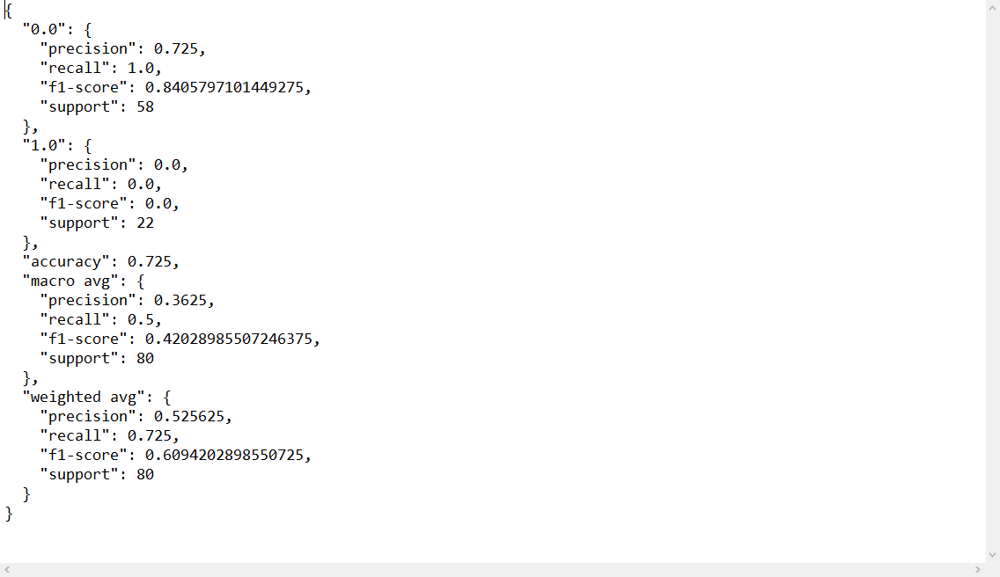 {
  "0.0": {
    "precision": 0.725,
    "recall": 1.0,
    "f1-score": 0.8405797101449275,
    "support": 58
  },
  "1.0": {
    "precision": 0.0,
    "recall": 0.0,
    "f1-score": 0.0,
    "support": 22
  },
  "accuracy": 0.725,
  "macro avg": {
    "precision": 0.3625,
    "recall": 0.5,
    "f1-score": 0.42028985507246375,
    "support": 80
  },
  "weighted avg": {
    "precision": 0.525625,
    "recall": 0.725,
    "f1-score": 0.6094202898550725,
    "support": 80
  }
}